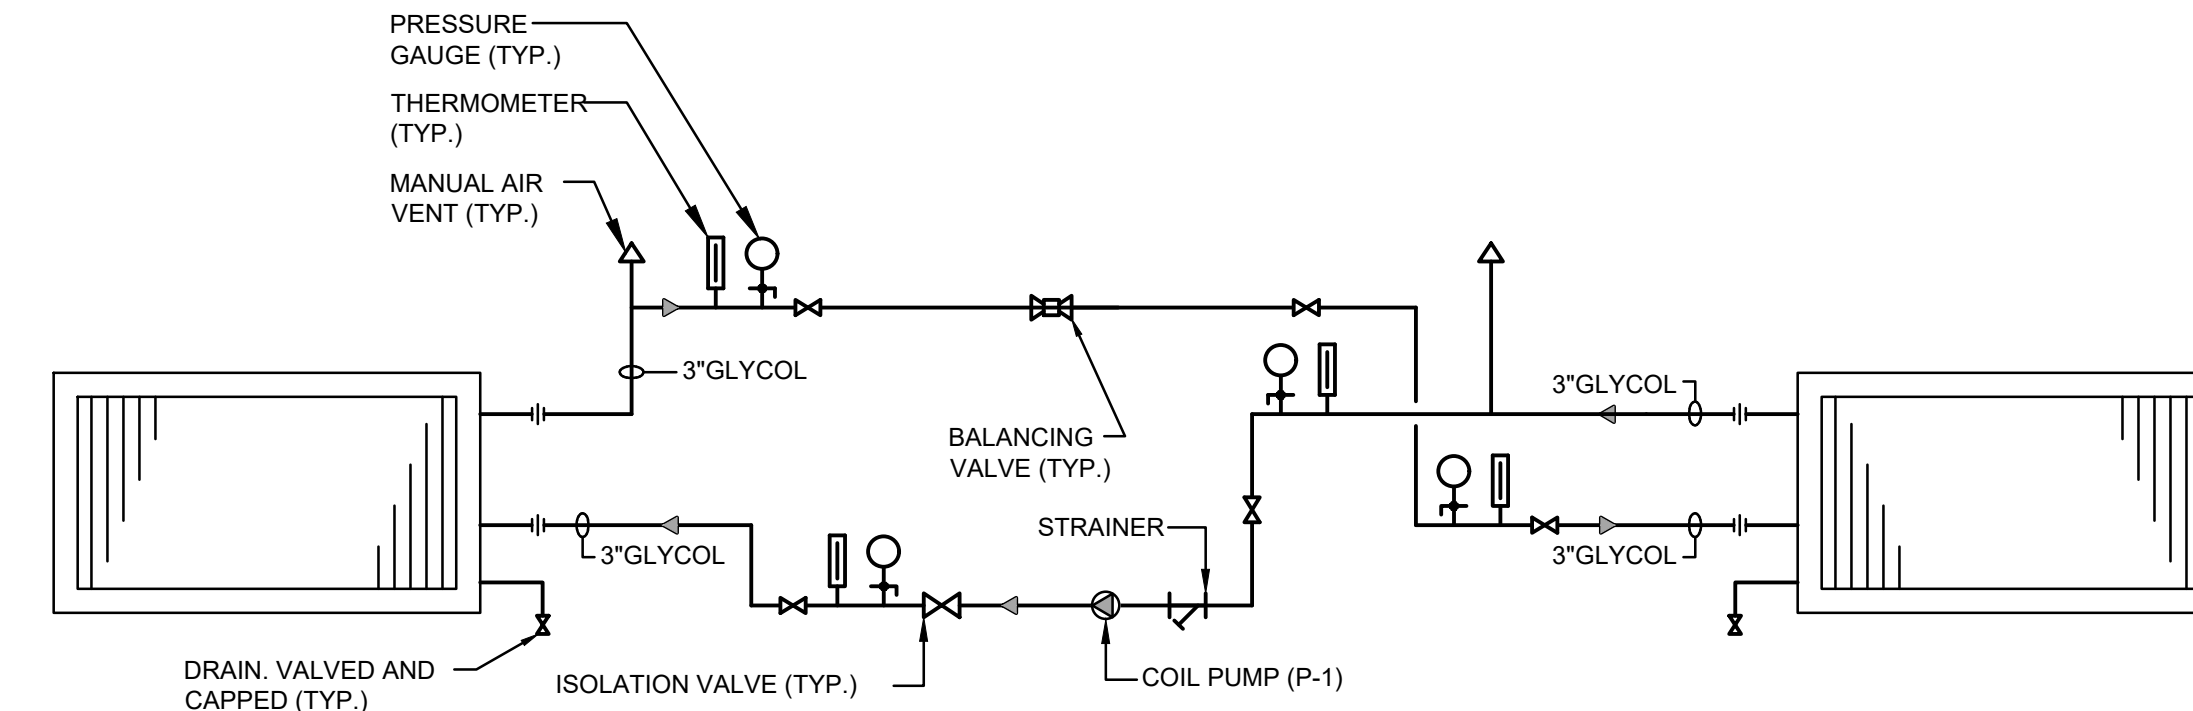 PRESSURE
GAUGE (TYP.)
THERMOMETER
(TYP.)
MANUAL AIR
VENT (TYP.)
3"GLYCOL
3"GLYCOL
BALANCING
VALVE (TYP.)
STRAINER
3"GLYCOL
3"GLYCOL
DRAIN. VALVED AND
CAPPED (TYP.)
ISOLATION VALVE (TYP.)
COIL PUMP (P-1)